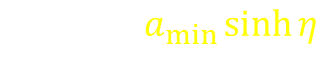 a_min sinh η